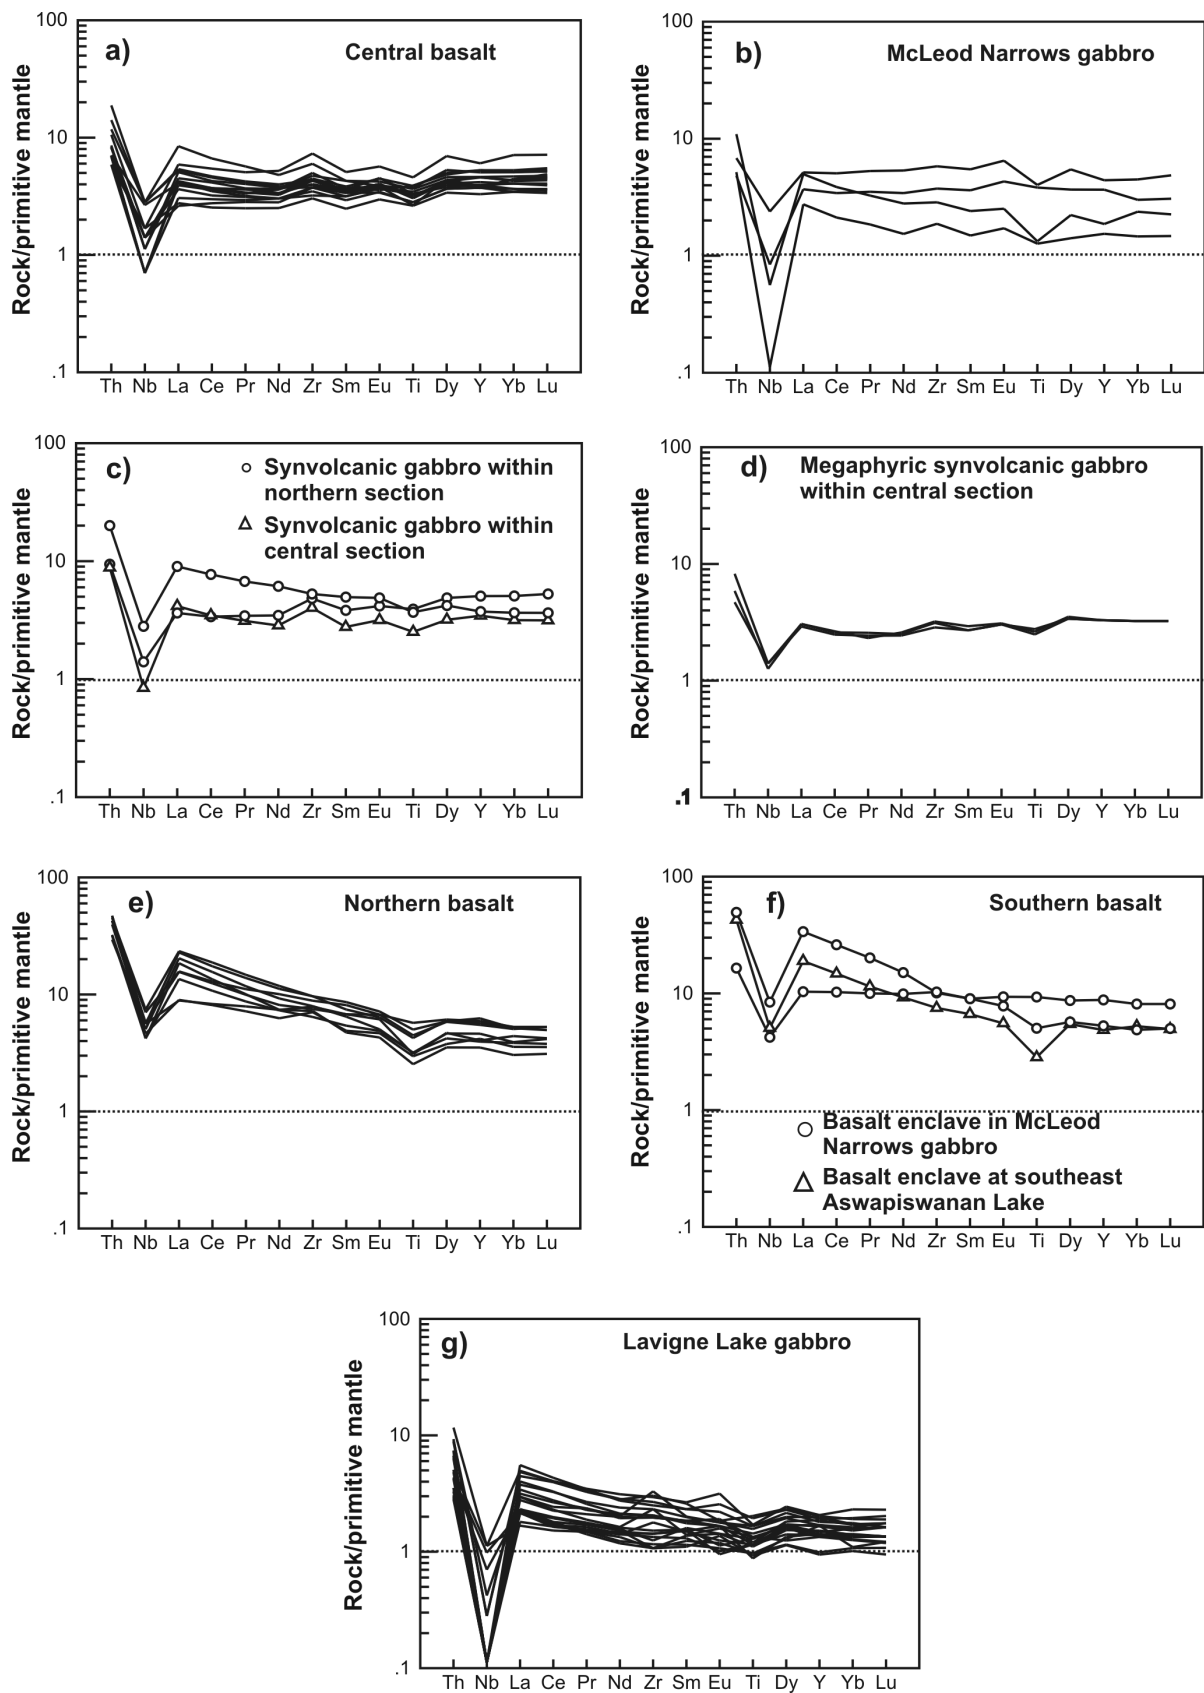 a)
Central basalt
Rock/primitive mantle
100
10
1
.1
Th Nb La Ce Pr Nd Zr Sm Eu Ti Dy Y Yb Lu
b)
McLeod Narrows gabbro
Rock/primitive mantle
100
10
1
.1
Th Nb La Ce Pr Nd Zr Sm Eu Ti Dy Y Yb Lu
c)
Synvolcanic gabbro within
northern section
Synvolcanic gabbro within
central section
Rock/primitive mantle
100
10
1
.1
Th Nb La Ce Pr Nd Zr Sm Eu Ti Dy Y Yb Lu
d)
Megaphyric synvolcanic gabbro
within central section
Rock/primitive mantle
100
10
1
.1
Th Nb La Ce Pr Nd Zr Sm Eu Ti Dy Y Yb Lu
e)
Northern basalt
Rock/primitive mantle
100
10
1
.1
Th Nb La Ce Pr Nd Zr Sm Eu Ti Dy Y Yb Lu
f)
Southern basalt
Rock/primitive mantle
100
10
1
.1
Basalt enclave in McLeod
Narrows gabbro
Basalt enclave at southeast
Aswapiswanan Lake
Th Nb La Ce Pr Nd Zr Sm Eu Ti Dy Y Yb Lu
g)
Lavigne Lake gabbro
Rock/primitive mantle
100
10
1
.1
Th Nb La Ce Pr Nd Zr Sm Eu Ti Dy Y Yb Lu